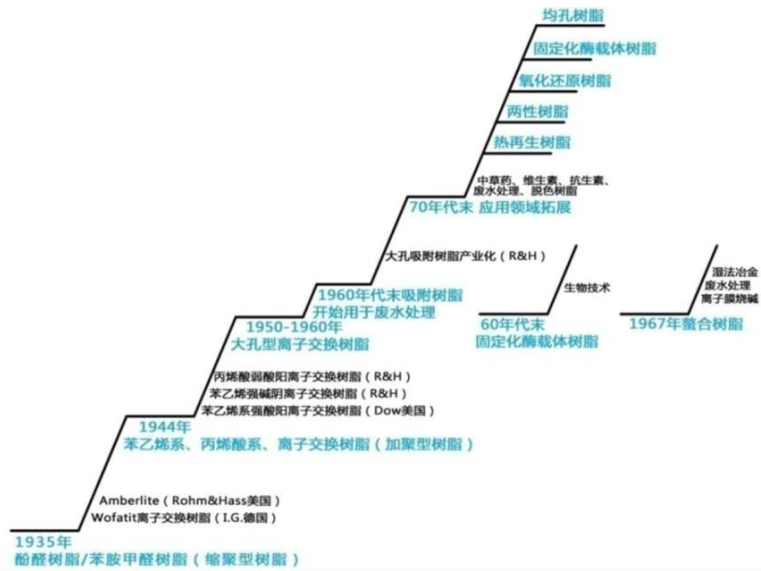 均孔树脂
固定化酶载体树脂
氧化还原树脂
两性树脂
热再生树脂
中草药、维生素、抗生素、
废水处理、脱色树脂
70年代末 应用领域拓展
大孔吸附树脂产业化（R&H）
1960年代末吸附树脂
开始用于废水处理
生物技术
60年代末
固定化酶载体树脂
湿法冶金
废水处理
离子膜烧碱
1967年螯合树脂
1950-1960年
大孔型离子交换树脂
丙烯酸弱酸阳离子交换树脂（R&H）
苯乙烯强碱阴离子交换树脂（R&H）
苯乙烯系强酸阳离子交换树脂（Dow美国）
1944年
苯乙烯系、丙烯酸系、离子交换树脂（加聚型树脂）
Amberlite（Rohm&Hass美国）
Wofatit离子交换树脂（I.G.德国）
1935年
酚醛树脂/苯胺甲醛树脂（缩聚型树脂）